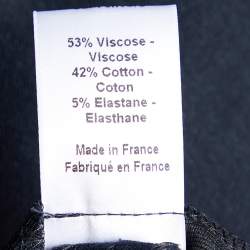 53% Viscose -
Viscose
42% Cotton -
Coton
5% Elastane -
Elasthane
Made in France
Fabriqué en France